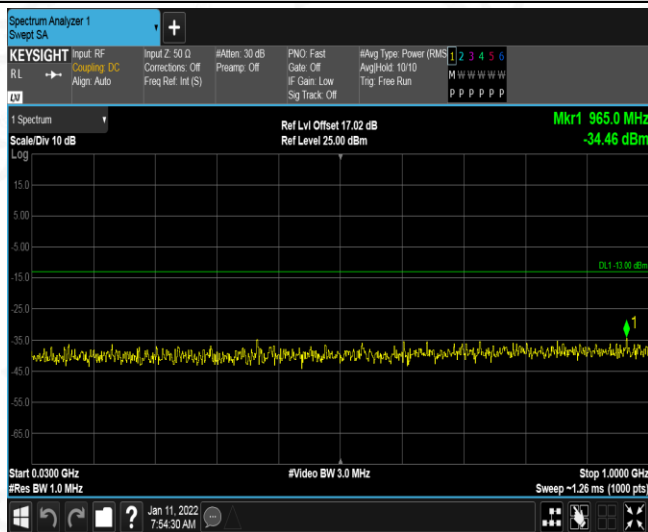 Spectrum Analyzer 1
Swept SA
+
KEYSIGHT
RL
LXI
Input: RF
Coupling: DC
Align: Auto
Input Z: 50 Ω
Corrections: Off
Freq Ref: Int (S)
#Atten: 30 dB
Preamp: Off
PNO: Fast
Gate: Off
IF Gain: Low
Sig Track: Off
#Avg Type: Power (RMS
Avg|Hold: 10/10
Trig: Free Run
1 2 3 4 5 6
M W W W W W
P P P P P P
1 Spectrum
Scale/Div 10 dB
Ref Lvl Offset 17.02 dB
Ref Level 25.00 dBm
Mkr1 965.0 MHz
-34.46 dBm
Log
15.0
5.00
-5.00
-15.0
-25.0
-35.0
-45.0
-55.0
-65.0
DL1 -13.00 dBm
1
Start 0.0300 GHz
#Res BW 1.0 MHz
#Video BW 3.0 MHz
Stop 1.0000 GHz
Sweep ~1.26 ms (1000 pts)
?
Jan 11, 2022
7:54:30 AM